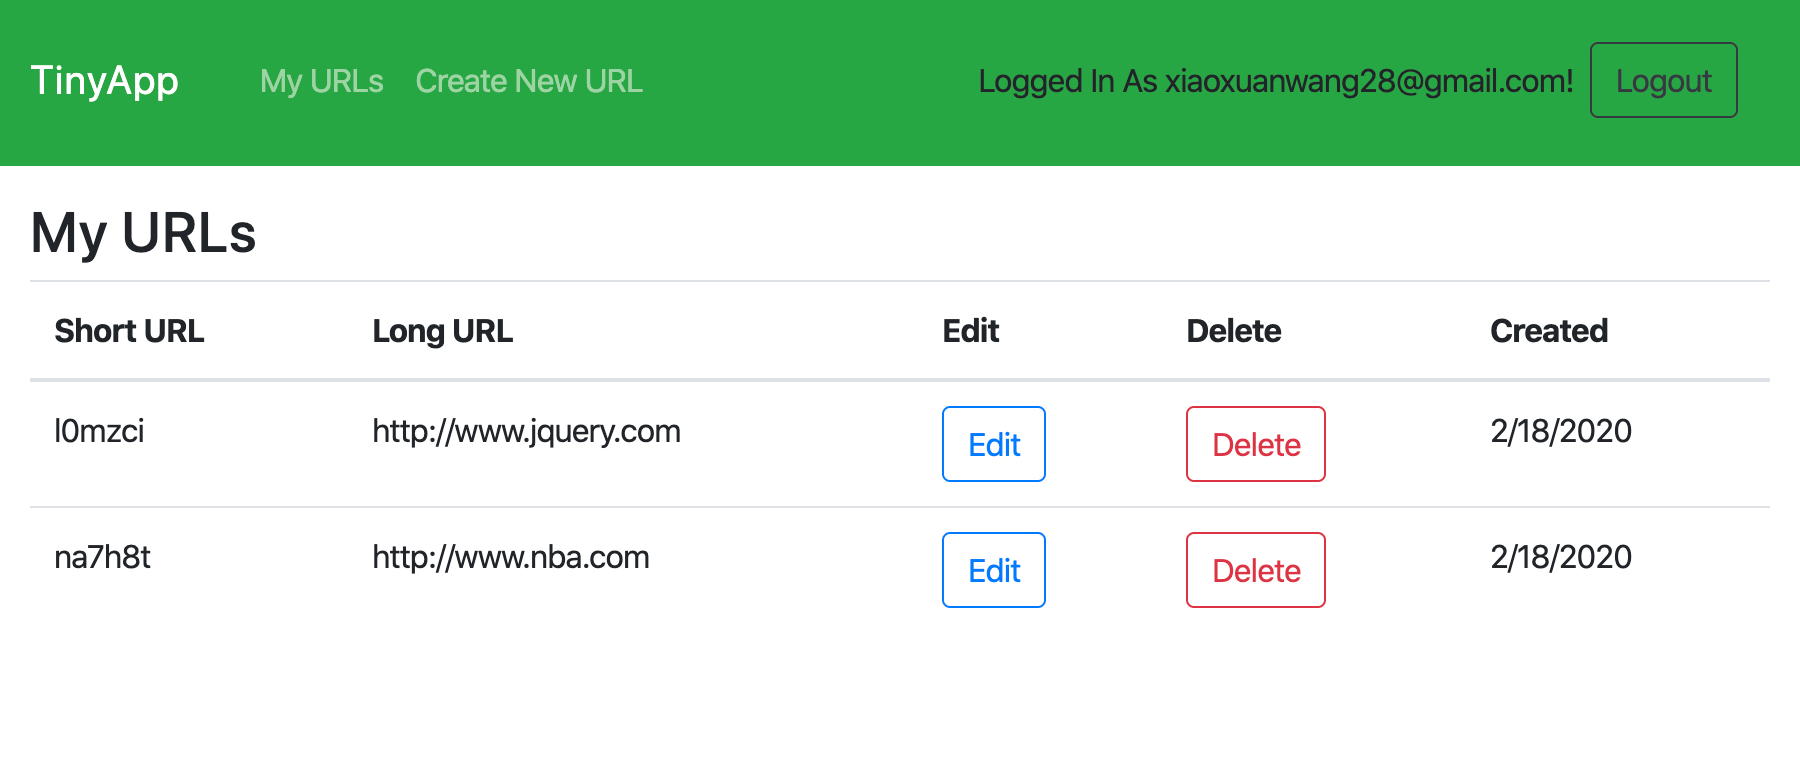 TinyApp My URLs Create New URL Logged In As xiaoxuanwang28@gmail.com! Logout
My URLs
Short URL Long URL Edit Delete Created
l0mzci http://www.jquery.com Edit Delete 2/18/2020
na7h8t http://www.nba.com Edit Delete 2/18/2020